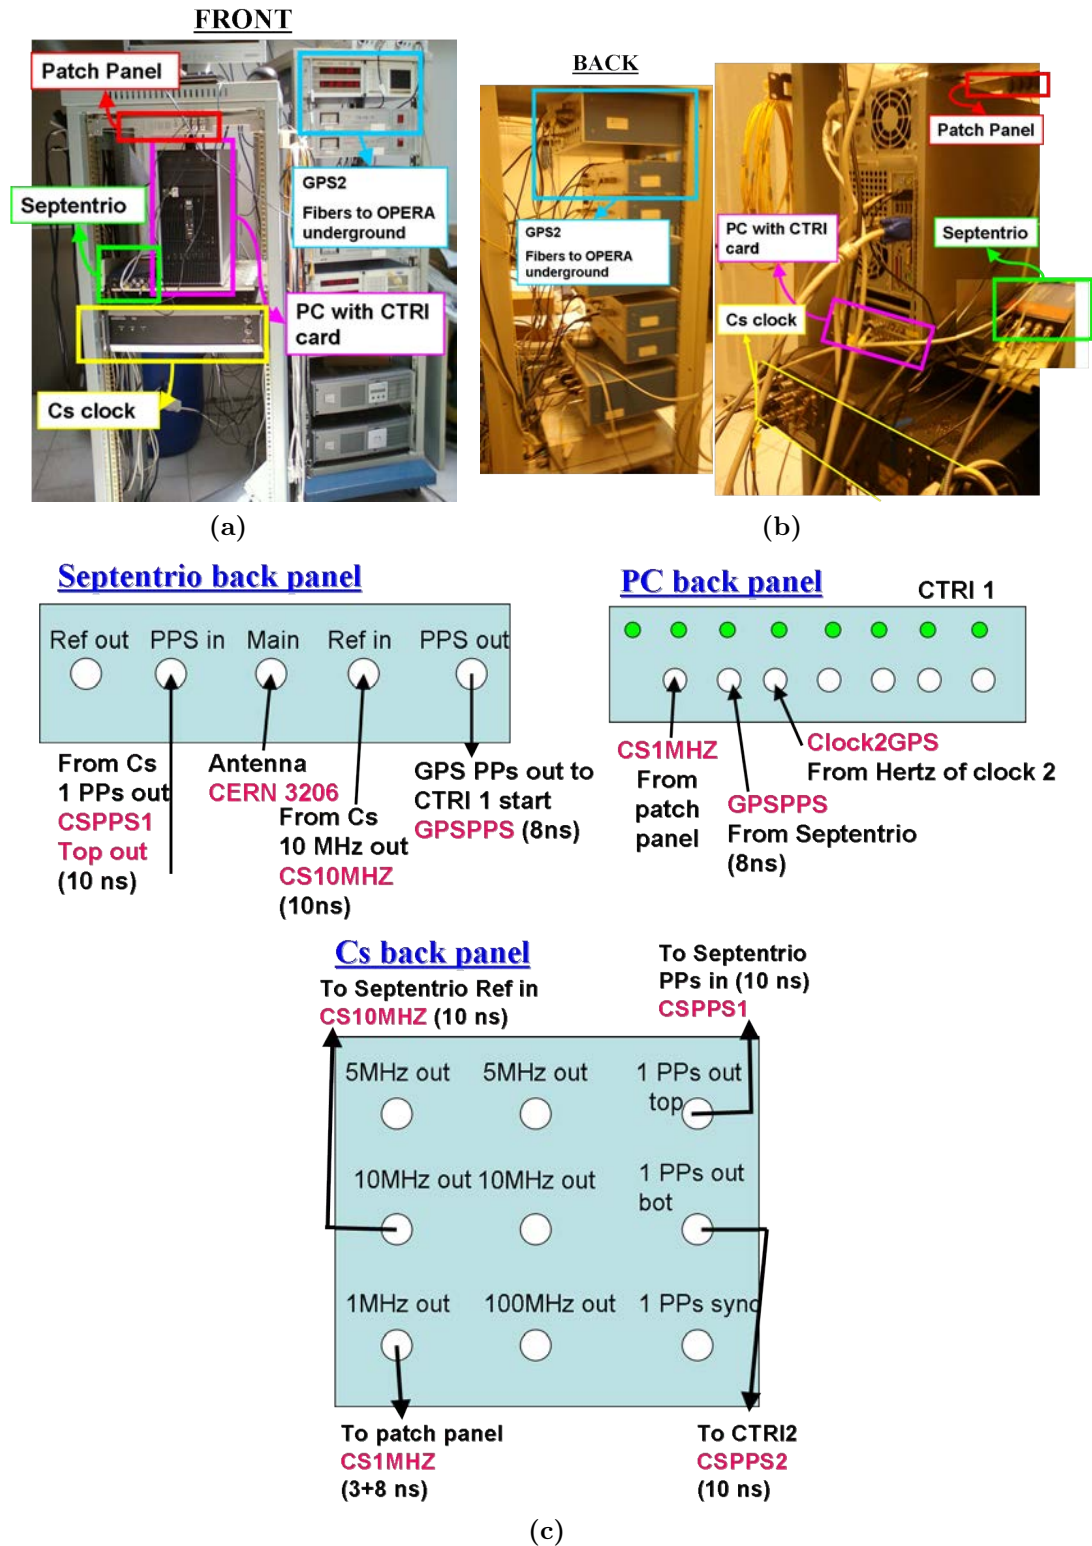 FRONT
Patch Panel
Septentrio
GPS2
Fibers to OPERA
underground
PC with CTRI
card
Cs clock
(a)
BACK
GPS2
Fibers to OPERA
underground
Patch Panel
PC with CTRI
card
Septentrio
Cs clock
(b)
Septentrio back panel
Ref out PPS in Main Ref in PPS out
From Cs
1 PPs out
CSPPS1
Top out
(10 ns)
Antenna
CERN 3206
From Cs
10 MHz out
CS10MHZ
(10ns)
GPS PPs out to
CTRI 1 start
GPSPPS (8ns)
PC back panel
CTRI 1
CS1MHZ
From
patch
panel
GPSPPS
From Septentrio
(8ns)
Clock2GPS
From Hertz of clock 2
Cs back panel
To Septentrio Ref in
CS10MHZ (10 ns)
To Septentrio
PPs in (10 ns)
CSPPS1
5MHz out 5MHz out 1 PPs out
top
10MHz out 10MHz out 1 PPs out
bot
1MHz out 100MHz out 1 PPs sync
To patch panel
CS1MHZ
(3+8 ns)
To CTRI2
CSPPS2
(10 ns)
(c)